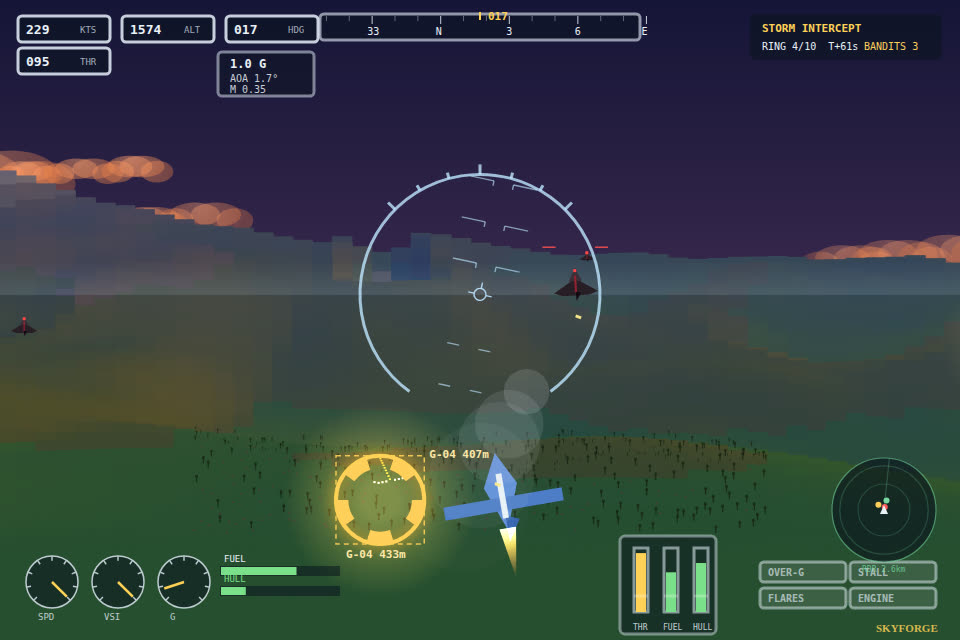 229 KTS
1574 ALT
017 HDG
017
33 N 3 6 E
095 THR
1.0 G
AOA 1.7°
M 0.35
STORM INTERCEPT
RING 4/10 T+61s BANDITS 3
G-04 407m
G-04 433m
FUEL
HULL
SPD
VSI
G
THR
FUEL
HULL
OVER-G
STALL
FLARES
ENGINE
SKYFORGE